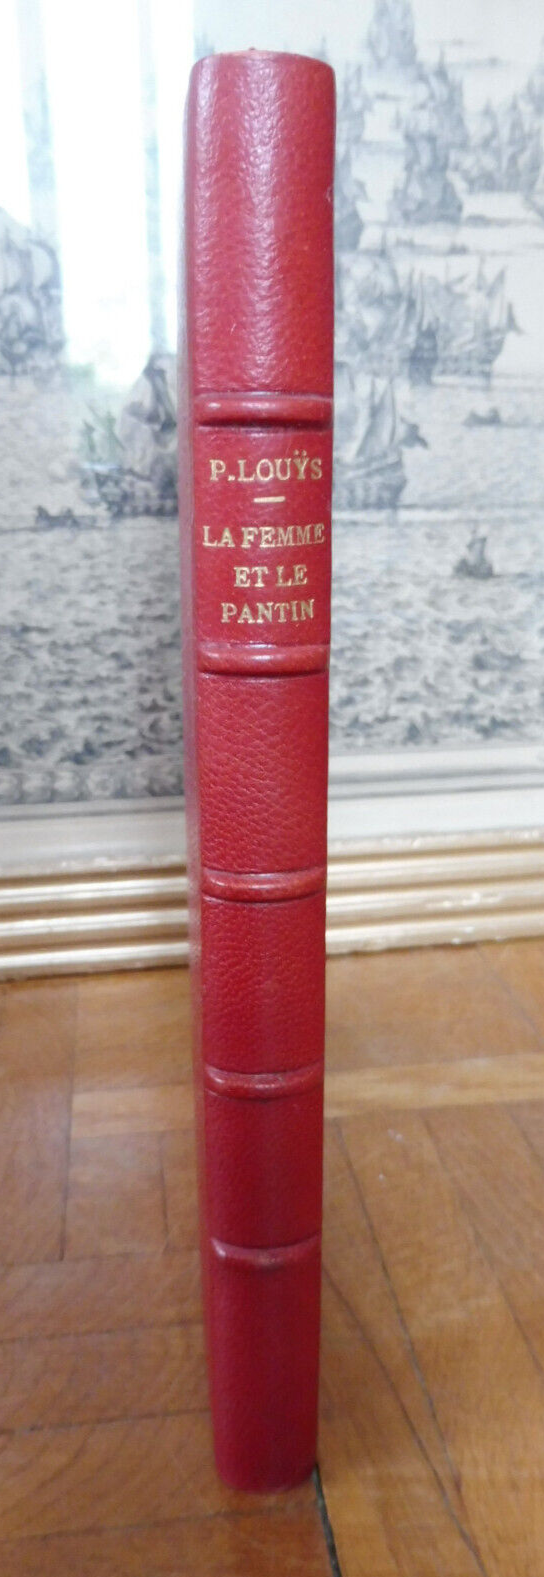 P. LOUŸS
LA FEMME
ET LE
PANTIN